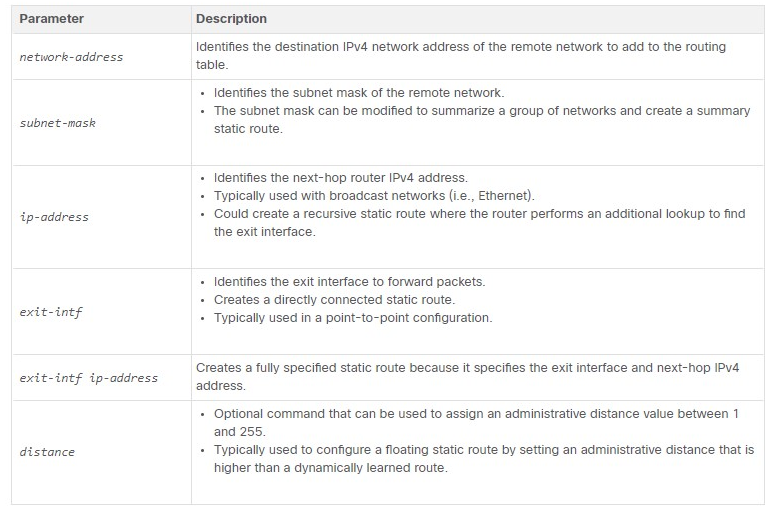 Parameter
Description
network-address
Identifies the destination IPv4 network address of the remote network to add to the routing
table.
subnet-mask
• Identifies the subnet mask of the remote network.
• The subnet mask can be modified to summarize a group of networks and create a summary
static route.
ip-address
• Identifies the next-hop router IPv4 address.
• Typically used with broadcast networks (i.e., Ethernet).
• Could create a recursive static route where the router performs an additional lookup to find
the exit interface.
exit-intf
• Identifies the exit interface to forward packets.
• Creates a directly connected static route.
• Typically used in a point-to-point configuration.
exit-intf ip-address
Creates a fully specified static route because it specifies the exit interface and next-hop IPv4
address.
distance
• Optional command that can be used to assign an administrative distance value between 1
and 255.
• Typically used to configure a floating static route by setting an administrative distance that is
higher than a dynamically learned route.